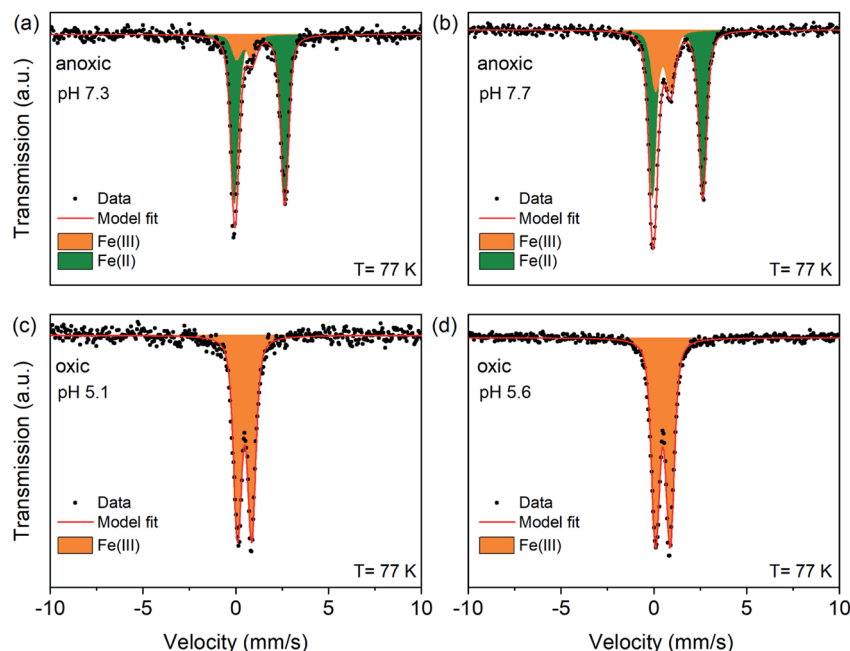 (a)
anoxic
pH 7.3
Data
Model fit
Fe(III)
Fe(II)
T= 77 K
Transmission (a.u.)
(b)
anoxic
pH 7.7
Data
Model fit
Fe(III)
Fe(II)
T= 77 K
(c)
oxic
pH 5.1
Data
Model fit
Fe(III)
T= 77 K
Transmission (a.u.)
-10 -5 0 5 10
Velocity (mm/s)
(d)
oxic
pH 5.6
Data
Model fit
Fe(III)
T= 77 K
-10 -5 0 5 10
Velocity (mm/s)